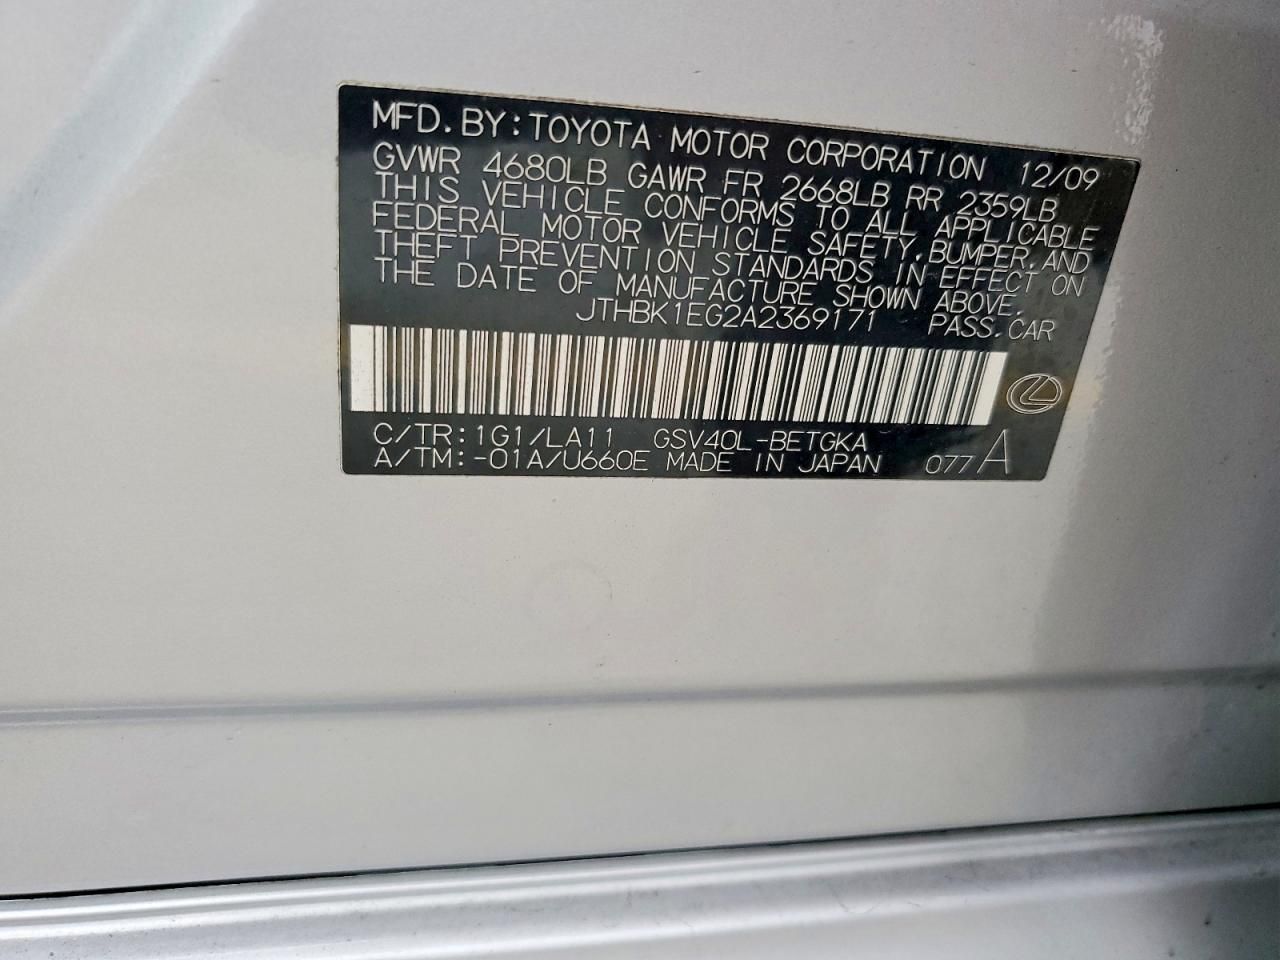 MFD.BY:TOYOTA MOTOR CORPORATION 12/09
GVWR 4680LB GAWR FR 2668LB RR 2359LB
THIS VEHICLE CONFORMS TO ALL APPLICABLE
FEDERAL MOTOR VEHICLE SAFETY,BUMPER,AND
THEFT PREVENTION STANDARDS IN EFFECT ON
THE DATE OF MANUFACTURE SHOWN ABOVE.
JTHBK1EG2A2369171 PASS.CAR
C/TR:1G1/LA11 GSV40L-BETGKA
A/TM:-01A/U660E MADE IN JAPAN 077 A